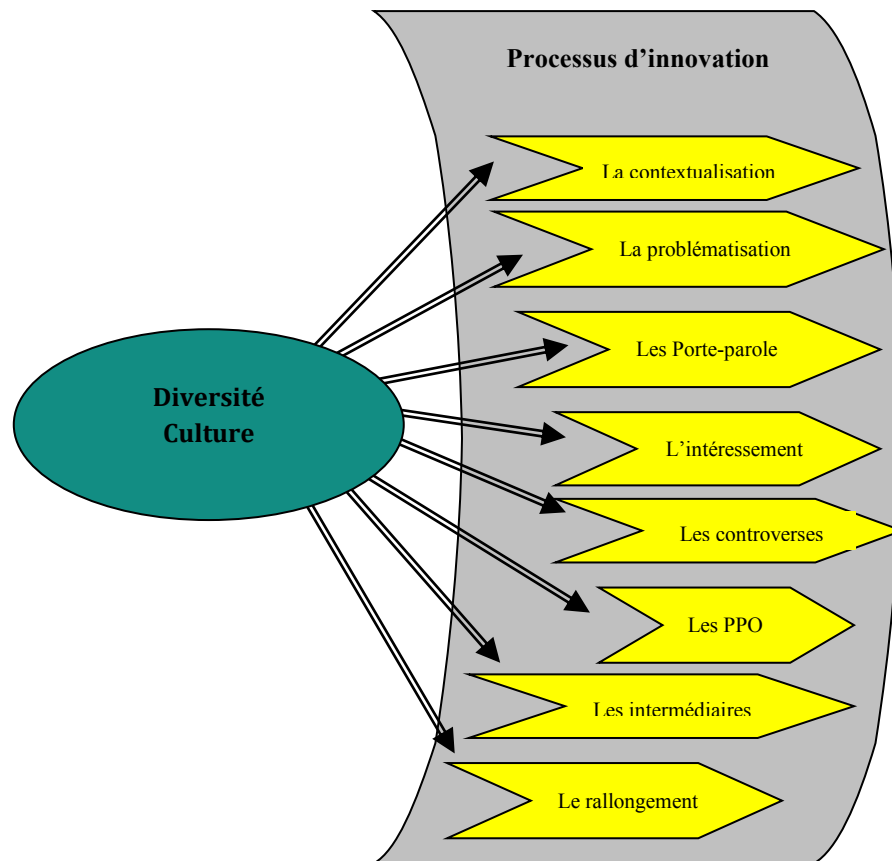 Processus d’innovation
La contextualisation
La problématisation
Les Porte-parole
Diversité
Culture
L’intéressement
Les controverses
Les PPO
Les intermédiaires
Le rallongement